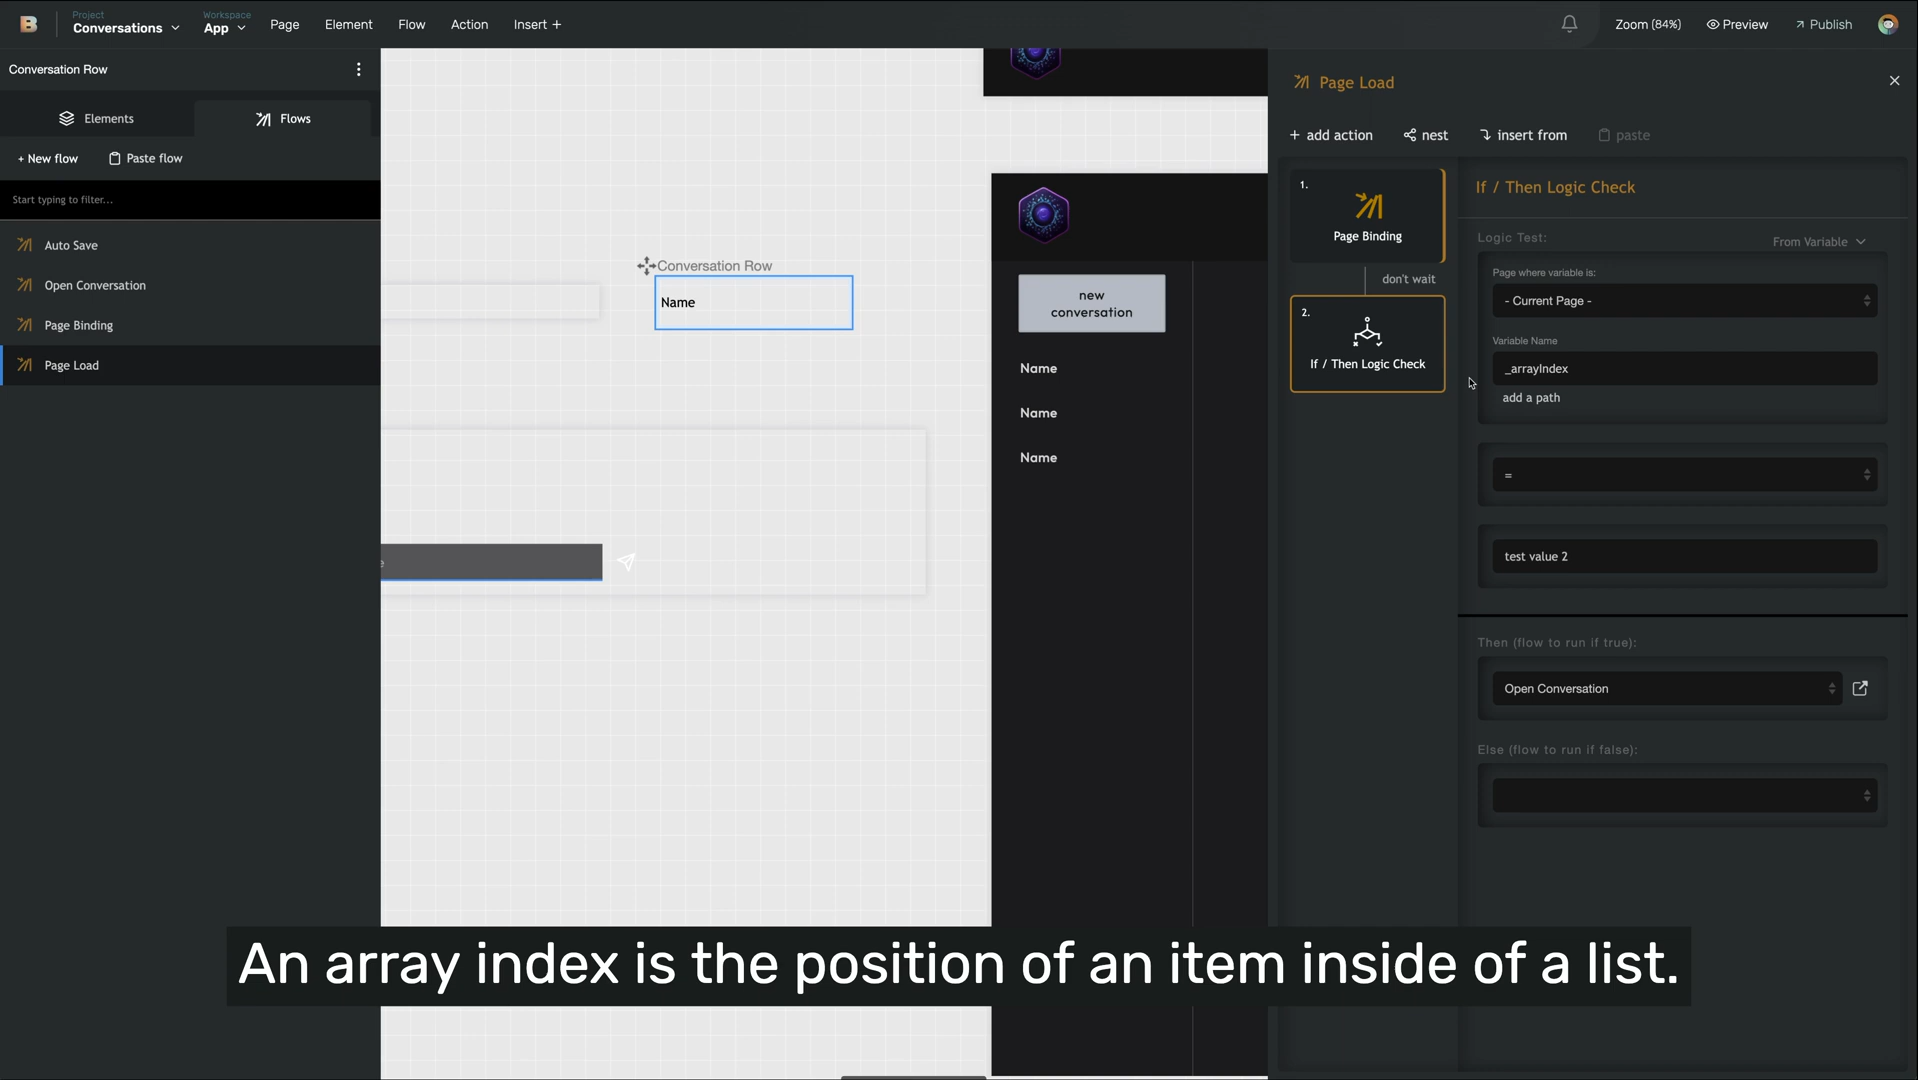 B
Project
Conversations
Workspace
App
Page
Element
Flow
Action
Insert +
Zoom (84%)
Preview
Publish
Conversation Row
Elements
Flows
+ New flow
Paste flow
Start typing to filter...
Auto Save
Open Conversation
Page Binding
Page Load
Conversation Row
Name
e
new
conversation
Name
Name
Name
Page Load
+ add action
nest
insert from
paste
1.
Page Binding
don't wait
2.
If / Then Logic Check
If / Then Logic Check
Logic Test:
From Variable
Page where variable is:
- Current Page -
Variable Name
_arrayIndex
add a path
=
test value 2
Then (flow to run if true):
Open Conversation
Else (flow to run if false):
An array index is the position of an item inside of a list.